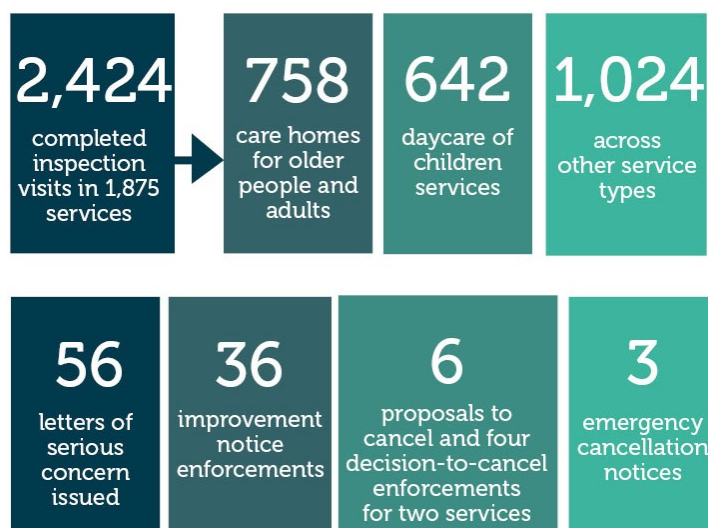 2,424
completed
inspection
visits in 1,875
services
758
care homes
for older
people and
adults
642
daycare of
children
services
1,024
across
other service
types
56
letters of
serious
concern
issued
36
improvement
notice
enforcements
6
proposals to
cancel and four
decision-to-cancel
enforcements
for two services
3
emergency
cancellation
notices